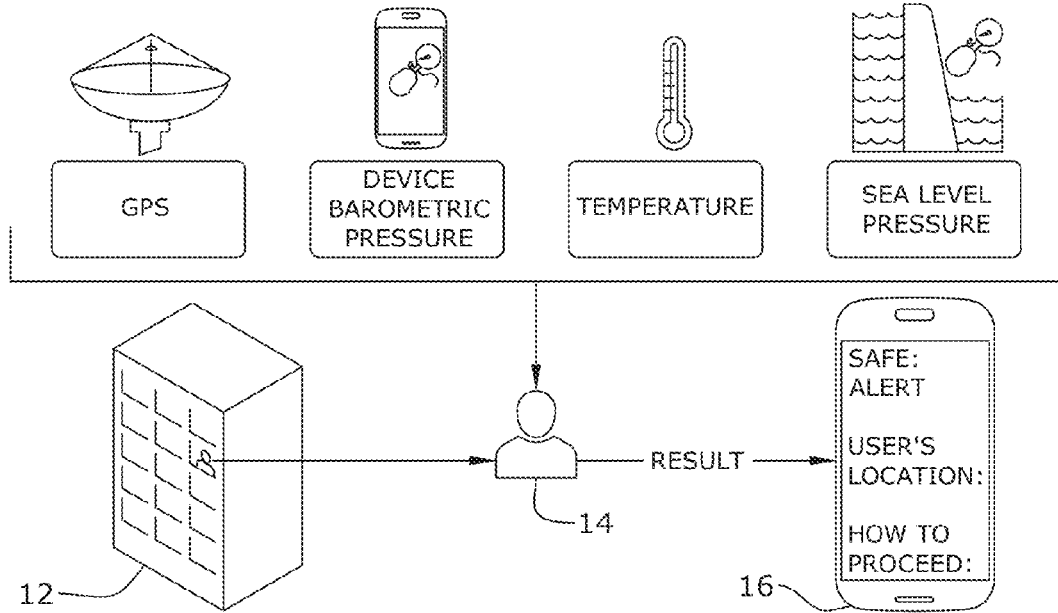 GPS
DEVICE
BAROMETRIC
PRESSURE
TEMPERATURE
SEA LEVEL
PRESSURE
SAFE:
ALERT
USER'S
LOCATION:
HOW TO
PROCEED:
RESULT
12
14
16